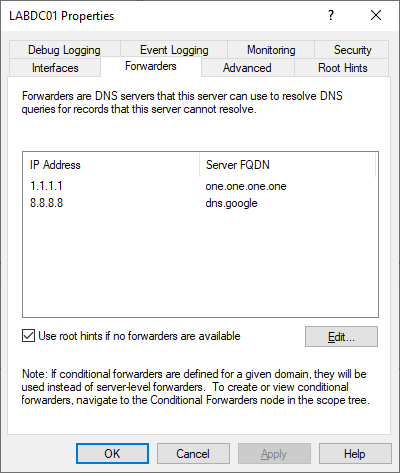 LABDC01 Properties
Debug Logging Event Logging Monitoring Security
Interfaces Forwarders Advanced Root Hints
Forwarders are DNS servers that this server can use to resolve DNS
queries for records that this server cannot resolve.
IP Address Server FQDN
1.1.1.1 one.one.one.one
8.8.8.8 dns.google
Use root hints if no forwarders are available
Edit...
Note: If conditional forwarders are defined for a given domain, they will
be used instead of server-level forwarders. To create or view conditional
forwarders, navigate to the Conditional Forwarders node in the scope tree.
OK Cancel Apply Help